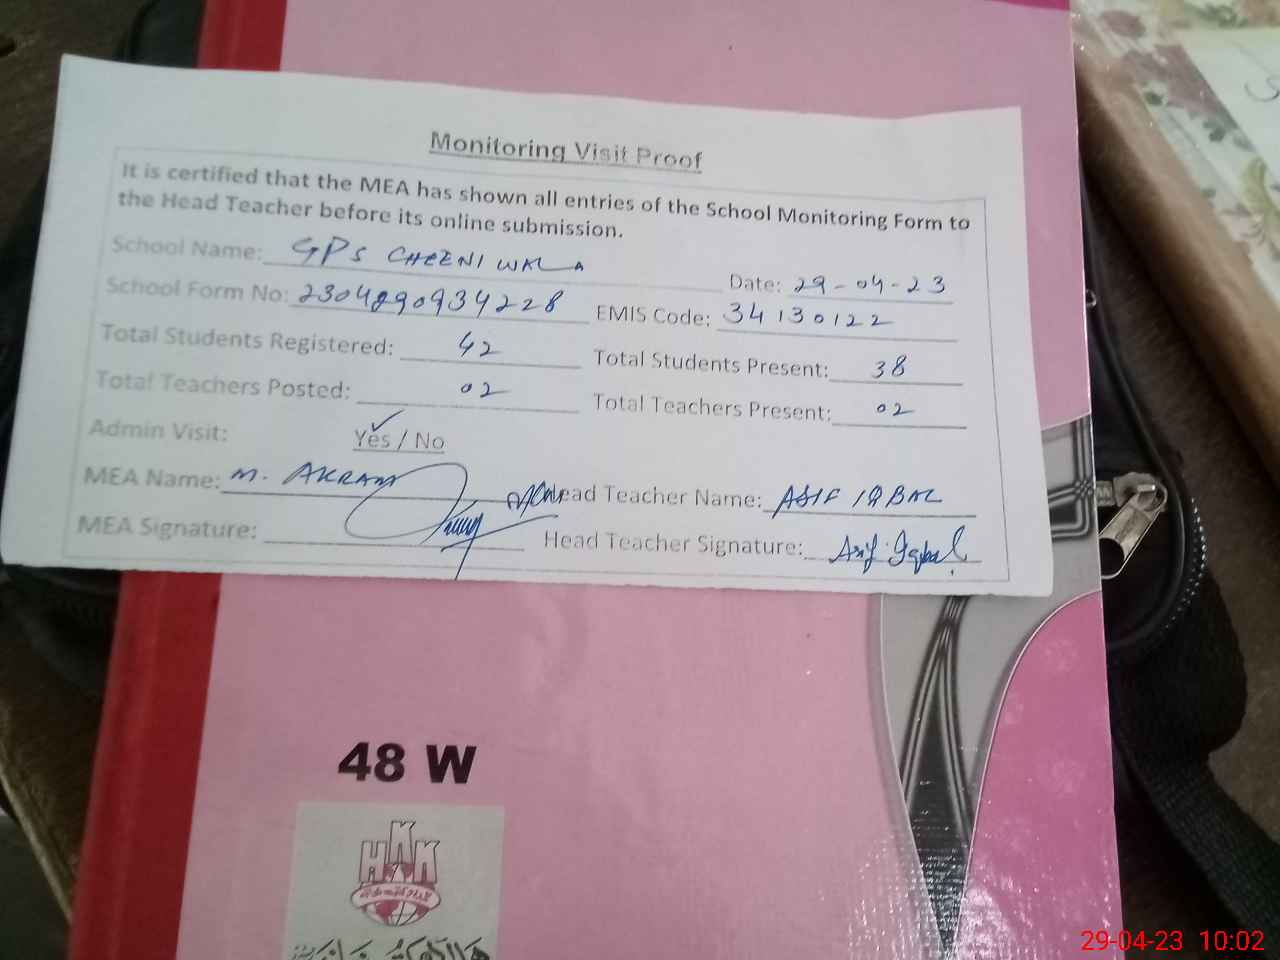 Monitoring Visit Proof
It is certified that the MEA has shown all entries of the School Monitoring Form to
the Head Teacher before its online submission.
School Name: GPS CHEENI WALA
Date: 29-04-23
School Form No: 2304290934228 EMIS Code: 34130122
Total Students Registered: 42 Total Students Present: 38
Total Teachers Posted: 02 Total Teachers Present: 02
Admin Visit: Yes / No
MEA Name: M. AKRAM Head Teacher Name: ASIF IQBAL
MEA Signature: Head Teacher Signature: Asif Iqbal
48 W
HKK
29-04-23 10:02